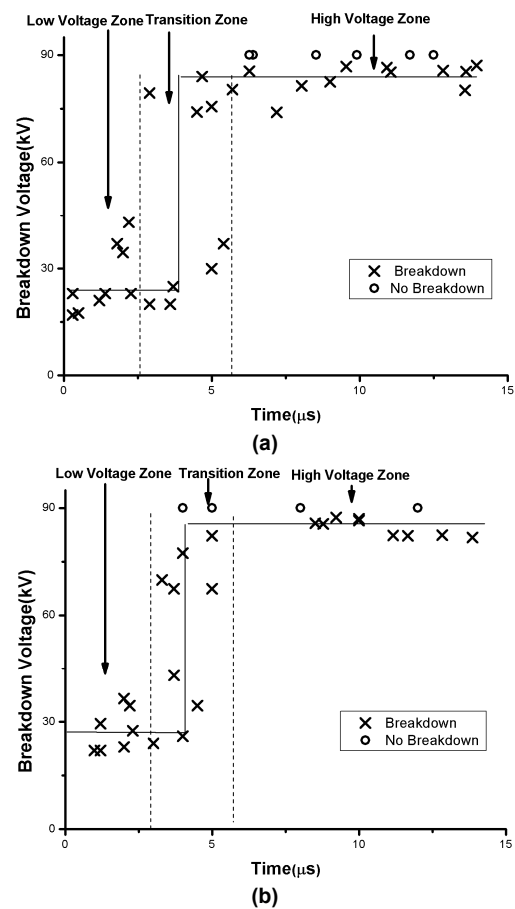 Low Voltage Zone Transition Zone High Voltage Zone
90
60
30
0
Breakdown Voltage(kV)
Breakdown
No Breakdown
0 5 10 15
Time(μs)
(a)
Low Voltage Zone Transition Zone High Voltage Zone
90
60
30
0
Breakdown Voltage(kV)
Breakdown
No Breakdown
0 5 10 15
Time(μs)
(b)